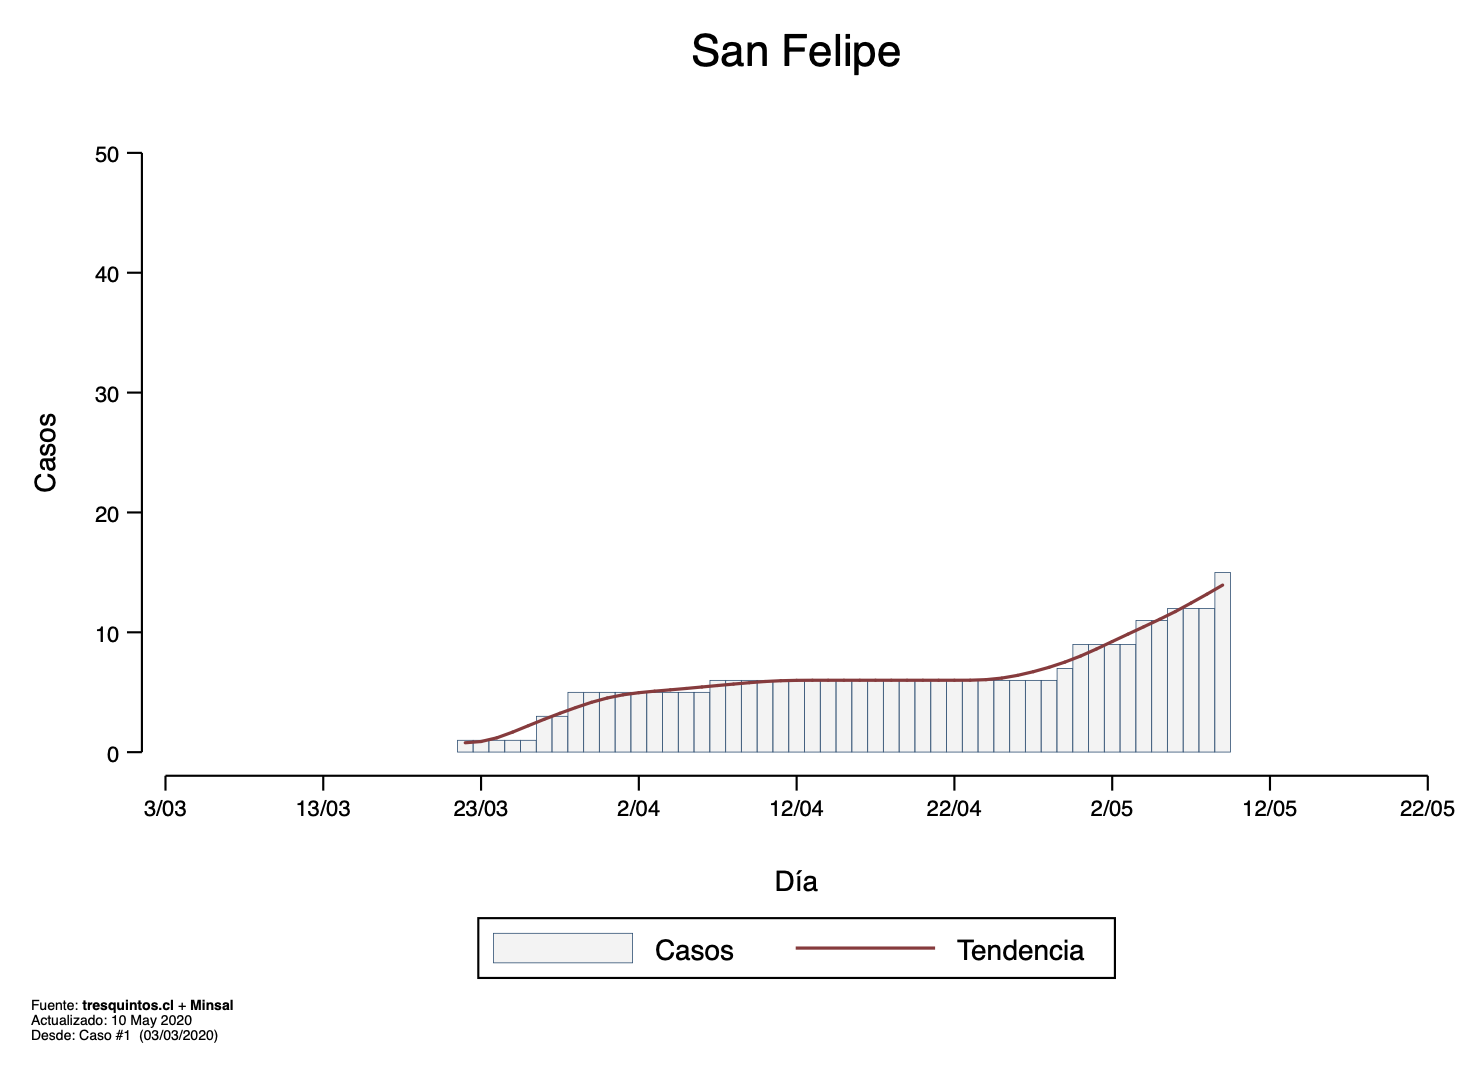 San Felipe
50
40
30
20
10
0
Casos
3/03 13/03 23/03 2/04 12/04 22/04 2/05 12/05 22/05
Día
Casos Tendencia
Fuente: tresquintos.cl + Minsal
Actualizado: 10 May 2020
Desde: Caso #1 (03/03/2020)